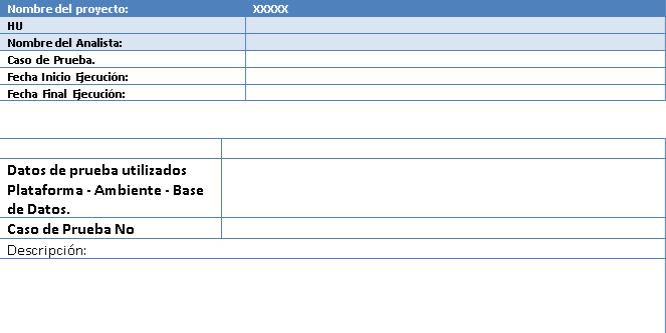 Nombre del proyecto: XXXXX
HU
Nombre del Analista:
Caso de Prueba.
Fecha Inicio Ejecución:
Fecha Final Ejecución:
Datos de prueba utilizados
Plataforma - Ambiente - Base
de Datos.
Caso de Prueba No
Descripción: